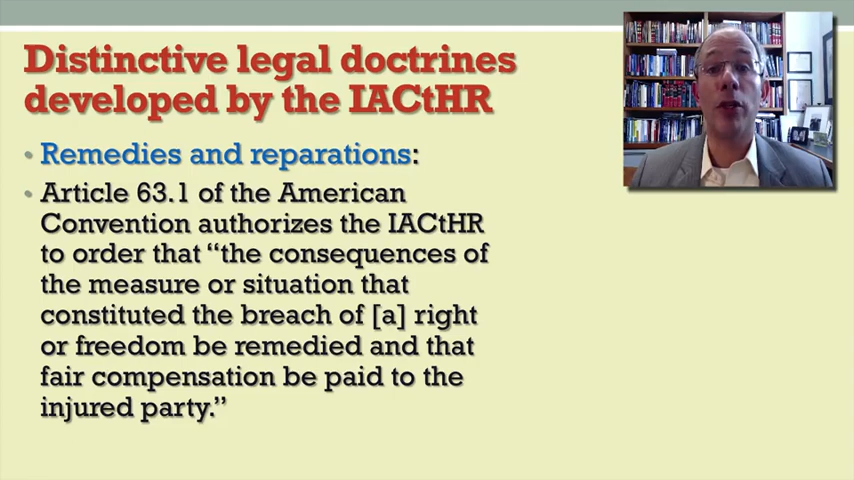 Distinctive legal doctrines
developed by the IACtHR
• Remedies and reparations:
• Article 63.1 of the American
Convention authorizes the IACtHR
to order that “the consequences of
the measure or situation that
constituted the breach of [a] right
or freedom be remedied and that
fair compensation be paid to the
injured party.”